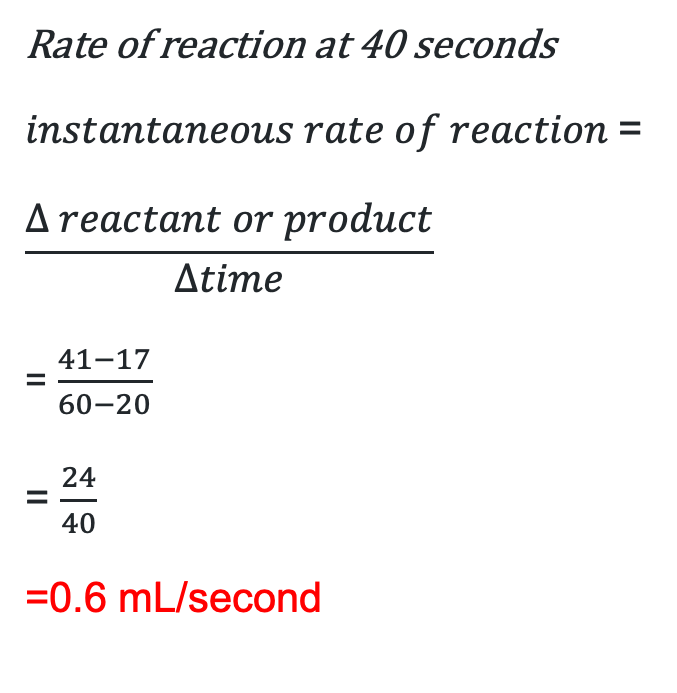 Rate of reaction at 40 seconds
instantaneous rate of reaction =
Δ reactant or product
Δtime
= 41−17
60−20
= 24
40
=0.6 mL/second